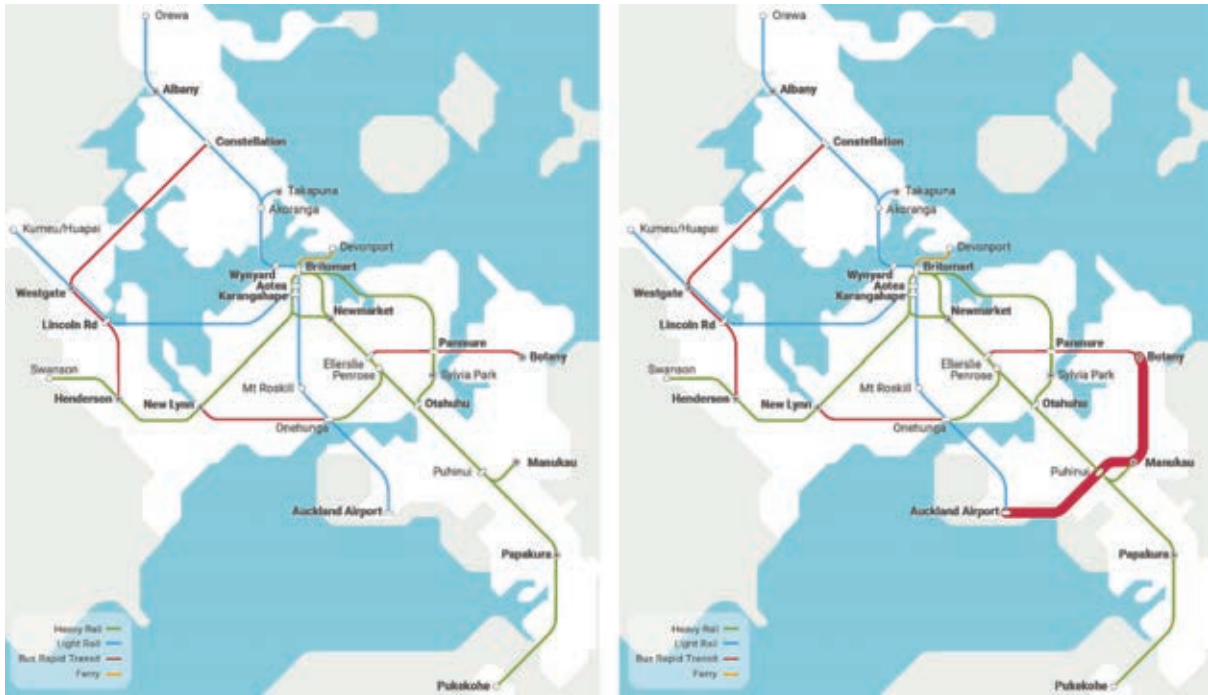 Orewa
Albany
Constellation
Takapuna
Akoranga
Kumeu/Huapai
Devonport
Wynyard
Britomart
Aotea
Karangahape
Westgate
Newmarket
Lincoln Rd
Panmure
Ellerslie
Botany
Swanson
Penrose
Sylvia Park
Mt Roskill
Henderson
New Lynn
Otahuhu
Onehunga
Manukau
Puhinui
Auckland Airport
Papakura
Heavy Rail
Light Rail
Bus Rapid Transit
Ferry
Pukekohe
Orewa
Albany
Constellation
Takapuna
Akoranga
Kumeu/Huapai
Devonport
Wynyard
Britomart
Aotea
Karangahape
Westgate
Newmarket
Lincoln Rd
Panmure
Ellerslie
Botany
Swanson
Penrose
Sylvia Park
Mt Roskill
Henderson
New Lynn
Otahuhu
Onehunga
Manukau
Puhinui
Auckland Airport
Papakura
Heavy Rail
Light Rail
Bus Rapid Transit
Ferry
Pukekohe